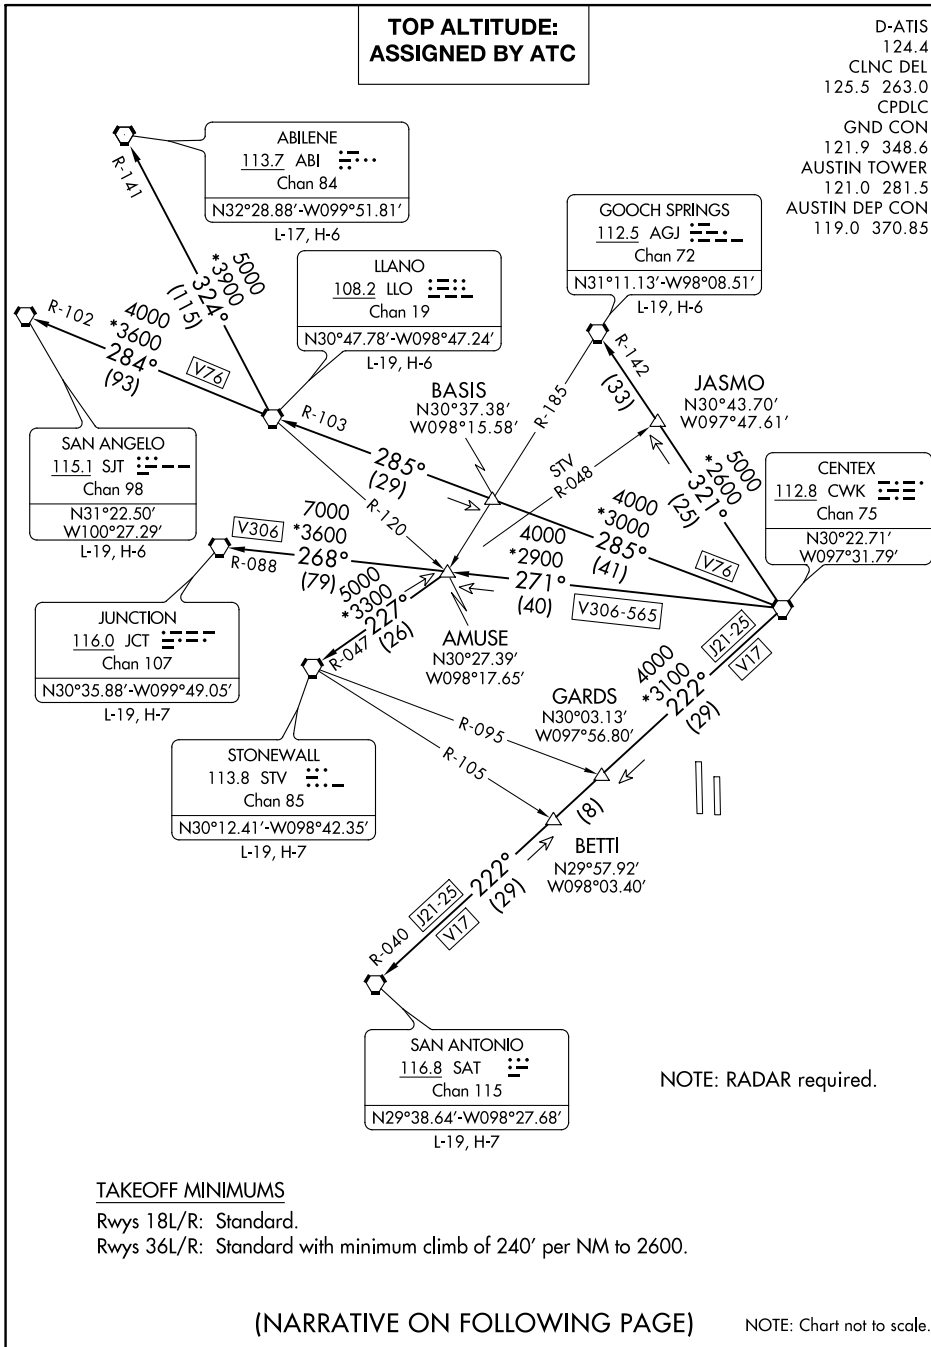 TOP ALTITUDE:
ASSIGNED BY ATC
D-ATIS
124.4
CLNC DEL
125.5 263.0
CPDLC
GND CON
121.9 348.6
AUSTIN TOWER
121.0 281.5
AUSTIN DEP CON
119.0 370.85
ABILENE
113.7 ABI
Chan 84
N32°28.88′-W099°51.81′
L-17, H-6
R-141
5000
*3900
324°
(115)
GOOCH SPRINGS
112.5 AGJ
Chan 72
N31°11.13′-W98°08.51′
L-19, H-6
LLANO
108.2 LLO
Chan 19
N30°47.78′-W098°47.24′
L-19, H-6
R-102
4000
*3600
284°
(93)
V76
R-142
(33)
JASMO
N30°43.70′
W097°47.61′
BASIS
N30°37.38′
W098°15.58′
R-185
R-103
285°
(29)
SAN ANGELO
115.1 SJT
Chan 98
N31°22.50′
W100°27.29′
L-19, H-6
STV
R-048
5000
*2600
321°
(25)
CENTEX
112.8 CWK
Chan 75
N30°22.71′
W097°31.79′
R-120
4000
*3000
285°
(41)
V76
V306
7000
*3600
268°
(79)
R-088
4000
*2900
271°
(40)
V306-565
5000
*3300
227°
(26)
R-047
JUNCTION
116.0 JCT
Chan 107
N30°35.88′-W099°49.05′
L-19, H-7
AMUSE
N30°27.39′
W098°17.65′
J21-25
V17
4000
*3100
222°
(29)
GARDS
N30°03.13′
W097°56.80′
R-095
R-105
STONEWALL
113.8 STV
Chan 85
N30°12.41′-W098°42.35′
L-19, H-7
(8)
BETTI
N29°57.92′
W098°03.40′
222°
(29)
J21-25
V17
R-040
SAN ANTONIO
116.8 SAT
Chan 115
N29°38.64′-W098°27.68′
L-19, H-7
NOTE: RADAR required.
TAKEOFF MINIMUMS
Rwys 18L/R: Standard.
Rwys 36L/R: Standard with minimum climb of 240′ per NM to 2600.
(NARRATIVE ON FOLLOWING PAGE)
NOTE: Chart not to scale.